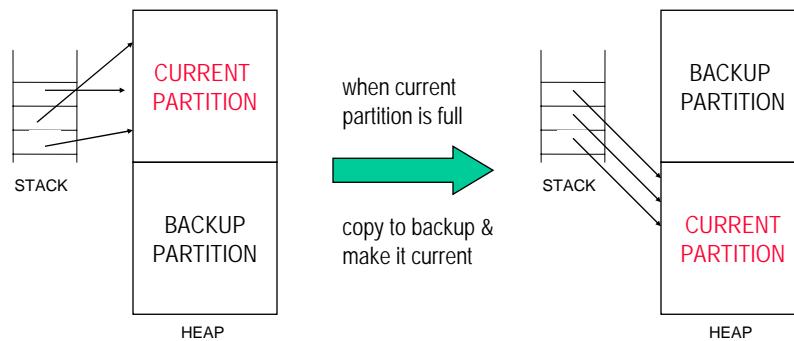 CURRENT
PARTITION
STACK
BACKUP
PARTITION
HEAP
when current
partition is full
copy to backup &
make it current
BACKUP
PARTITION
STACK
CURRENT
PARTITION
HEAP